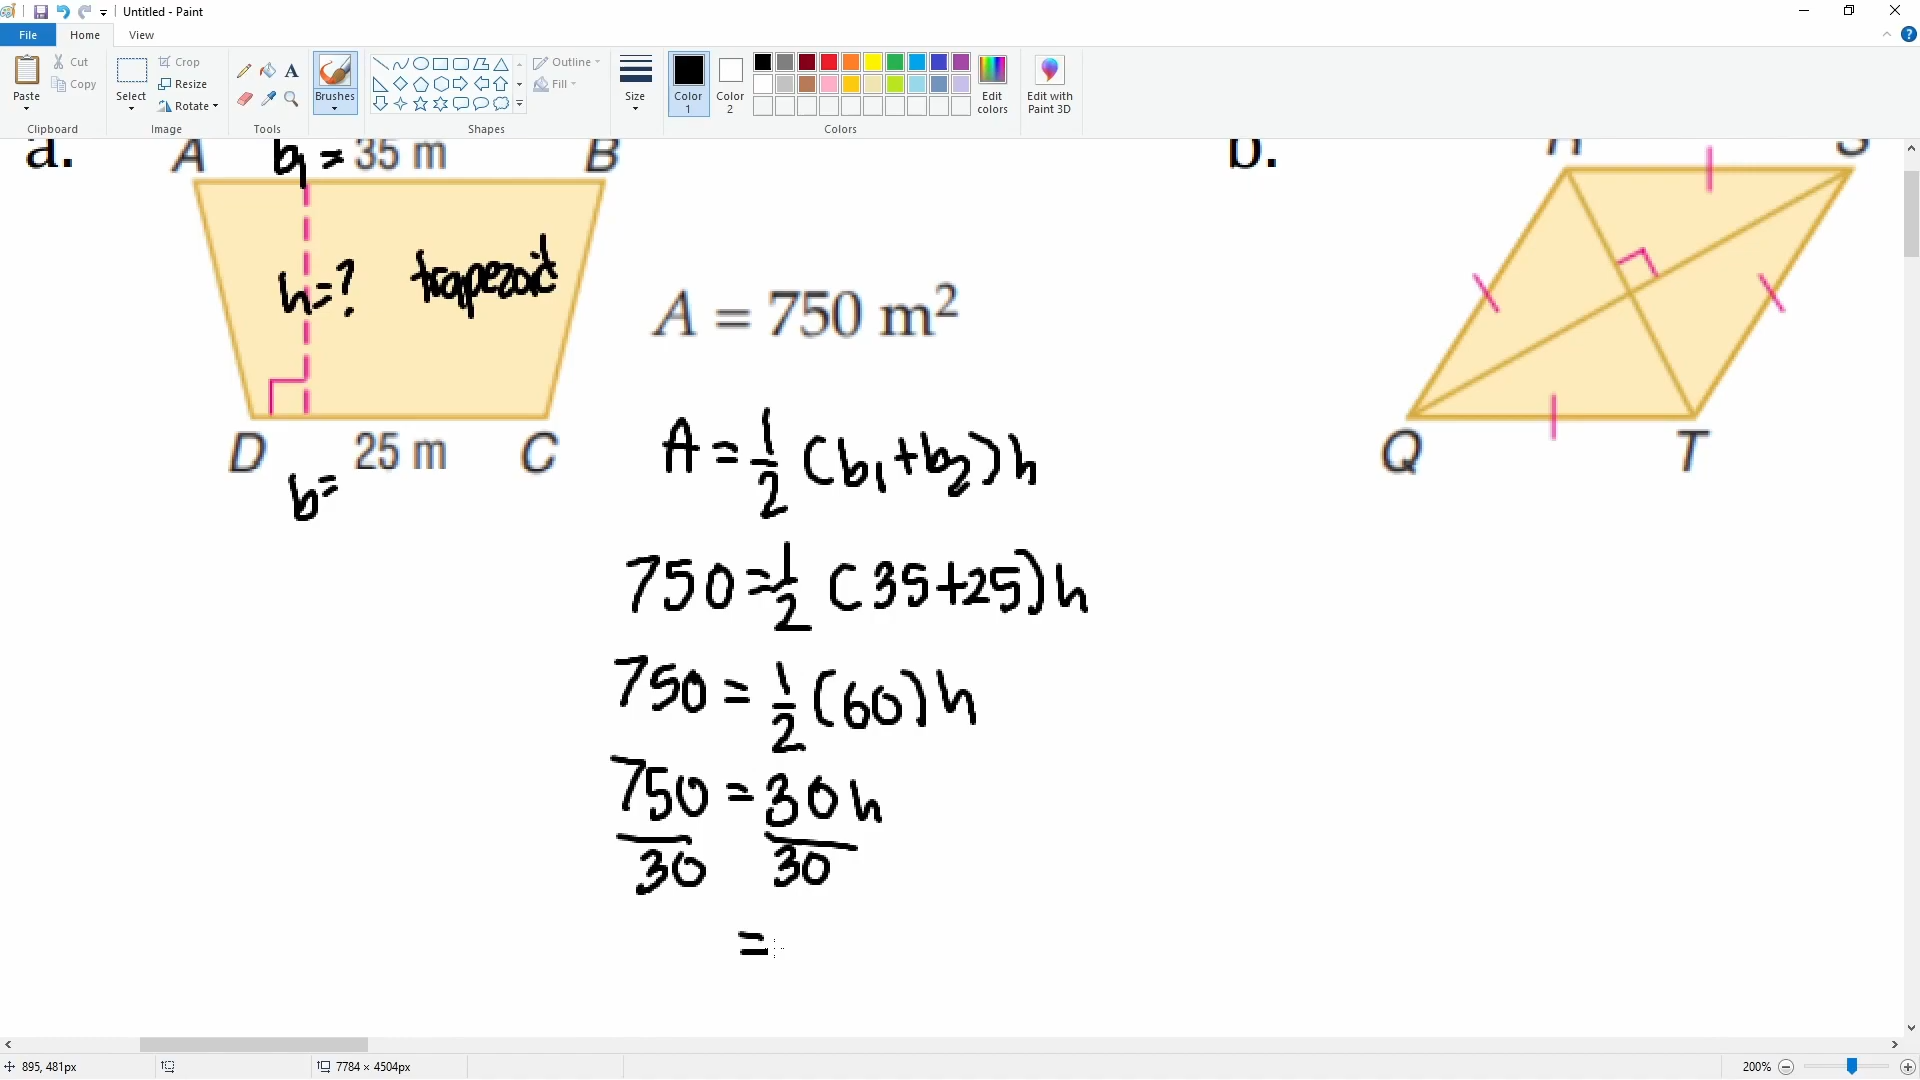 Untitled - Paint
File Home View
Paste Cut Copy Select Crop Resize Rotate Brushes Outline Fill Size Color 1 Color 2 Edit colors Edit with Paint 3D
Clipboard Image Tools Shapes Colors
a. A b1 = 35 m B
h=? trapezoid
D 25 m C
b=
A = 750 m²
A = 1/2 (b1+b2)h
750 = 1/2 (35+25)h
750 = 1/2 (60)h
750 = 30h
30 30
=
b. S
Q T
895, 481px 7784 × 4504px 200%